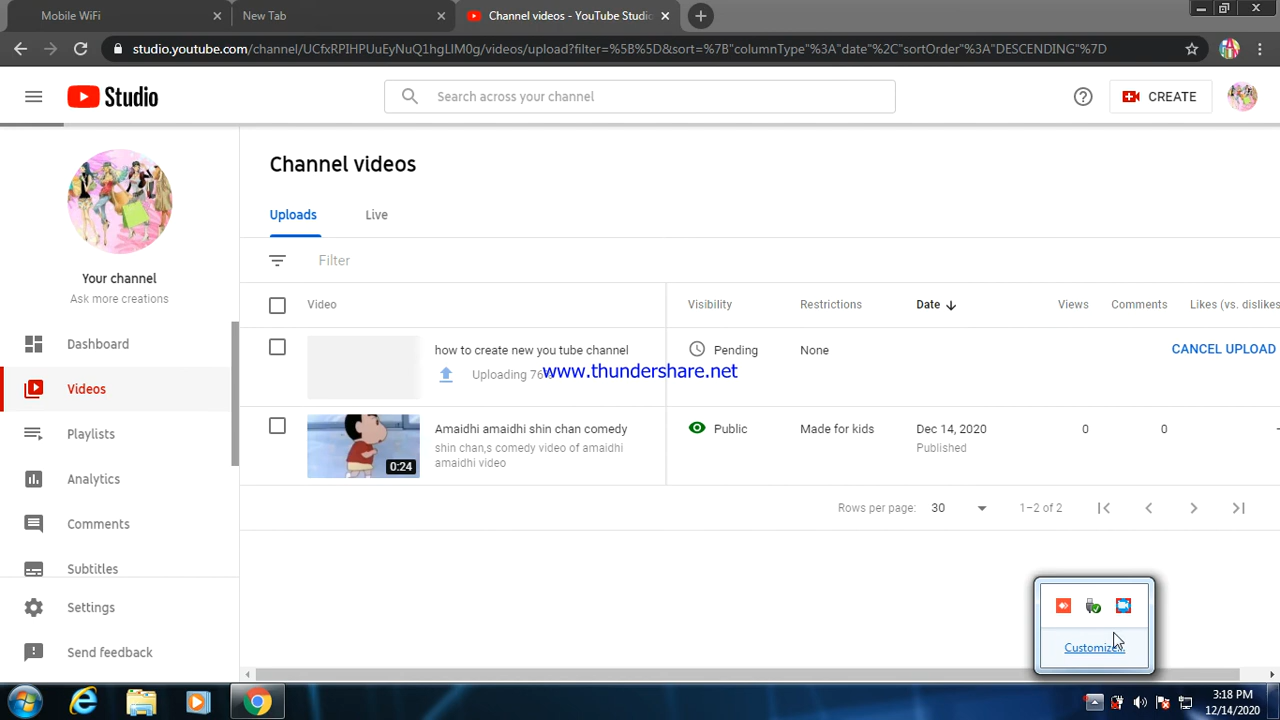 Mobile WiFi
New Tab
Channel videos - YouTube Studio
studio.youtube.com/channel/UCfxRPIHPUuEyNuQ1hgLIM0g/videos/upload?filter=%5B%5D&sort=%7B"columnType"%3A"date"%2C"sortOrder"%3A"DESCENDING"%7D
Studio
Search across your channel
CREATE
Your channel
Ask more creations
Dashboard
Videos
Playlists
Analytics
Comments
Subtitles
Settings
Send feedback
Channel videos
Uploads Live
Filter
Video Visibility Restrictions Date Views Comments Likes (vs. dislikes
how to create new you tube channel Pending None CANCEL UPLOAD
Uploading 76%
www.thundershare.net
Amaidhi amaidhi shin chan comedy Public Made for kids Dec 14, 2020 0 0
shin chan,s comedy video of amaidhi Published
amaidhi video
0:24
Rows per page: 30 1–2 of 2
Customize...
3:18 PM
12/14/2020